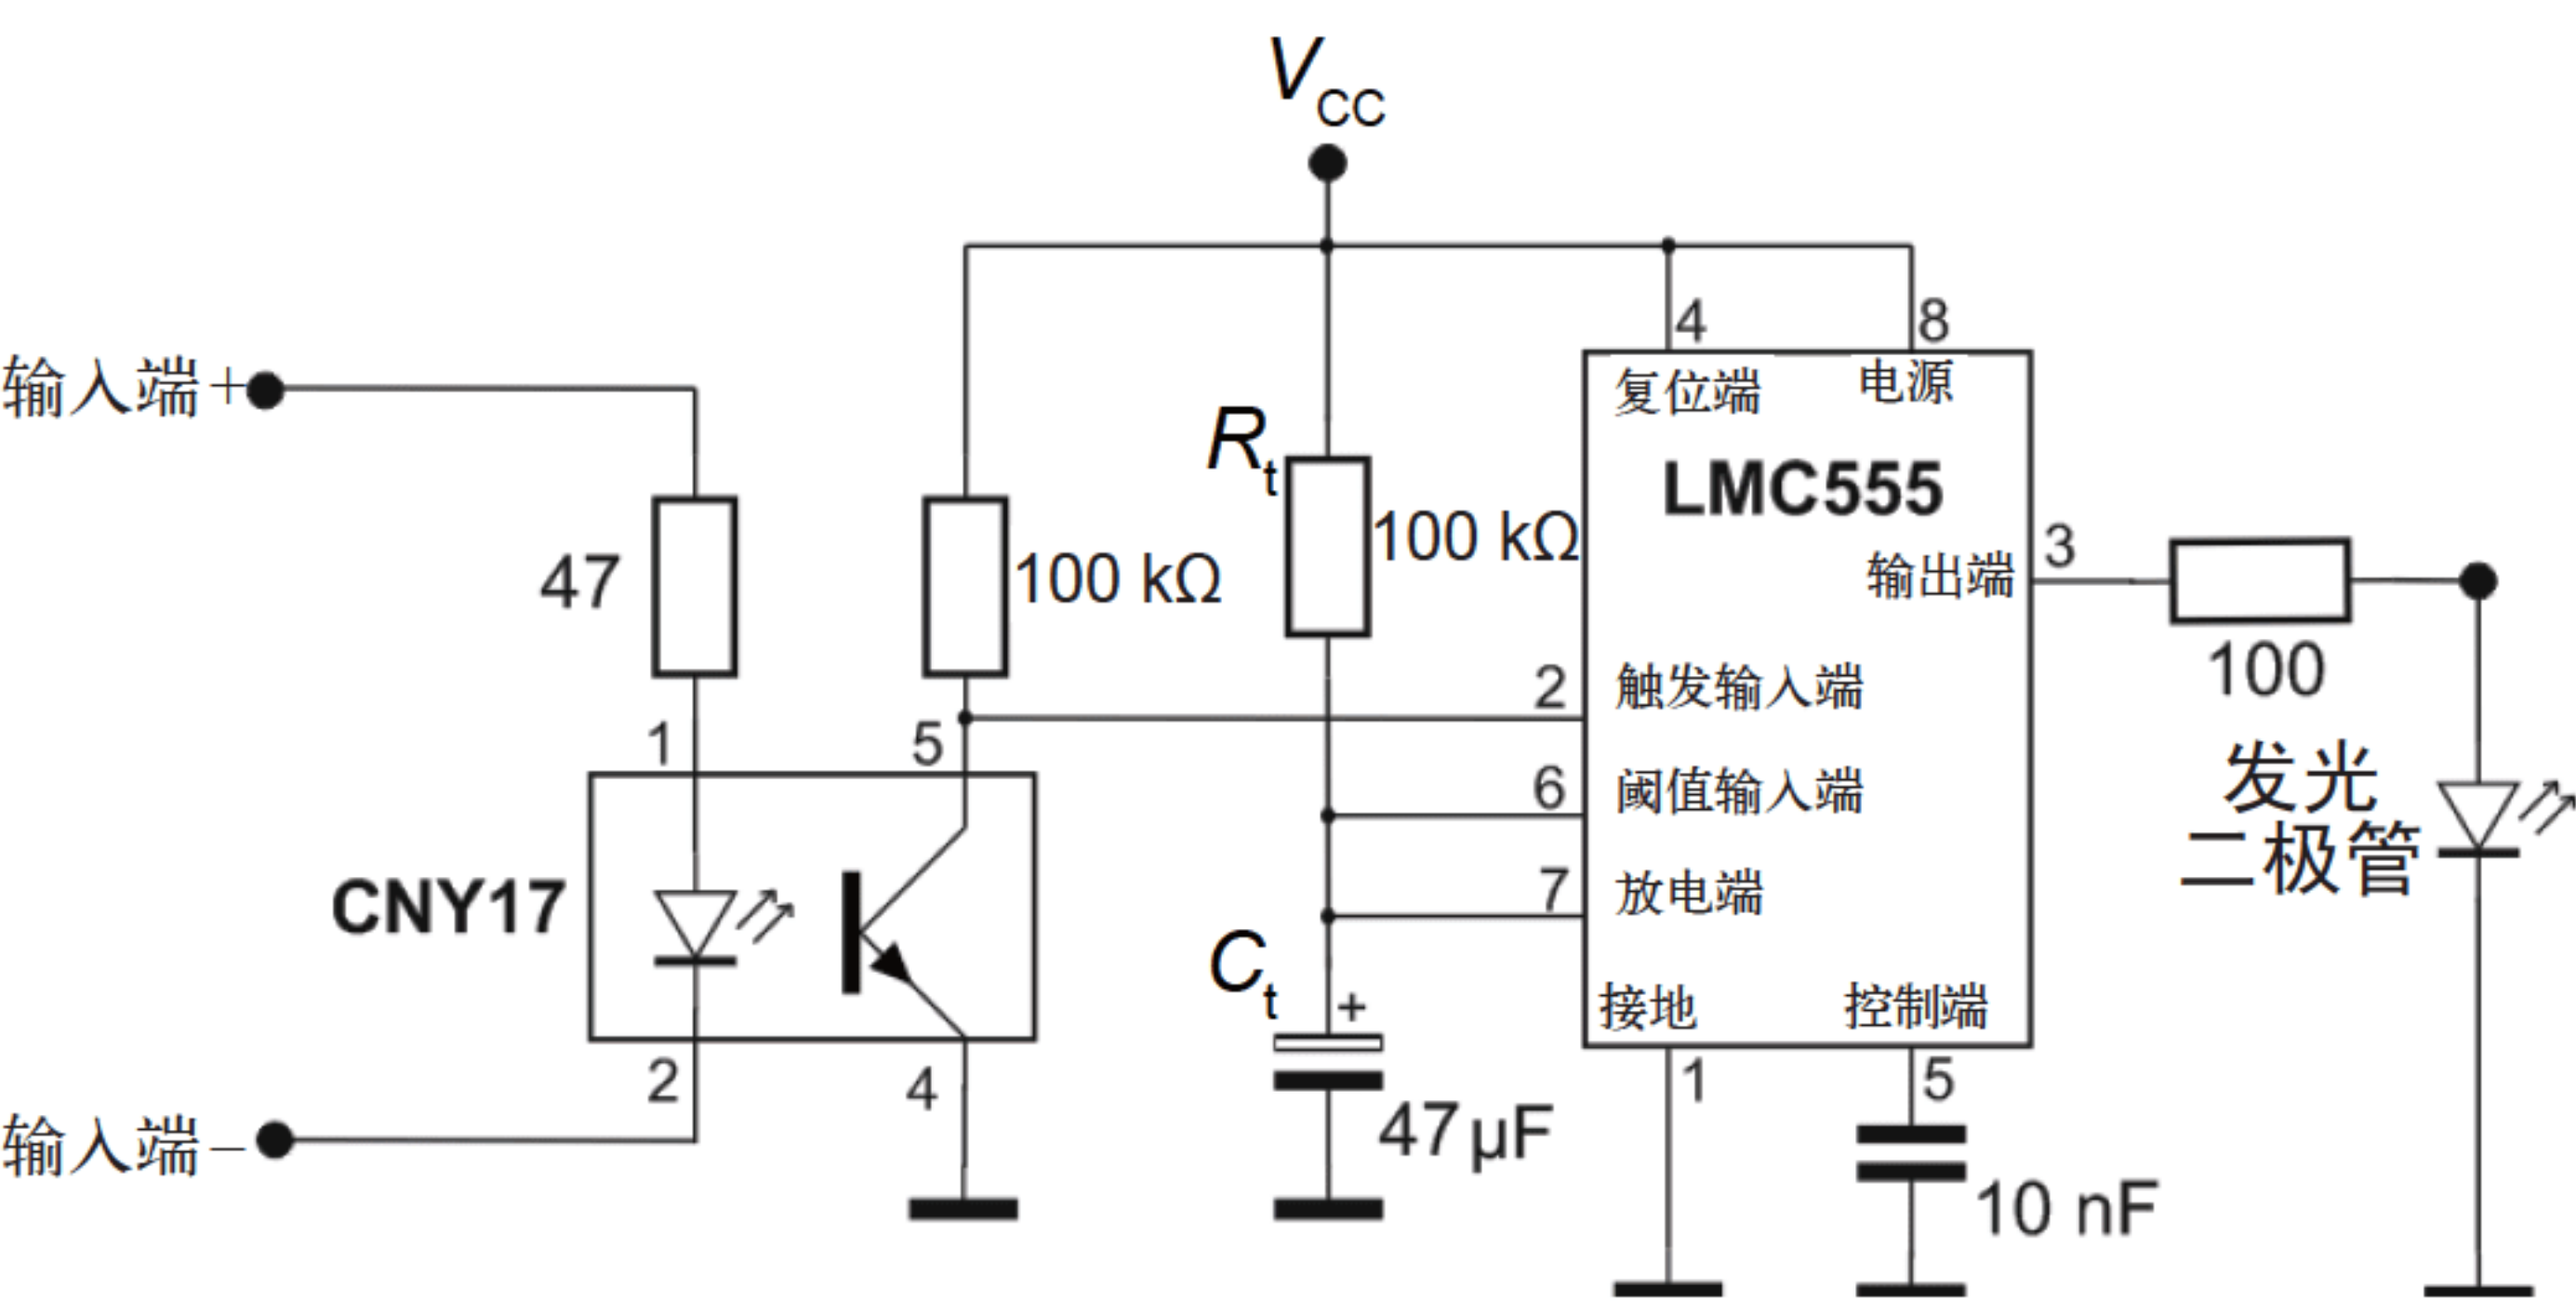 VCC
4
8
输入端+
复位端
电源
Rt
LMC555
100 kΩ
3
47
100 kΩ
输出端
100
2
触发输入端
1
5
发光
二极管
6
阈值输入端
7
放电端
CNY17
Ct
+
接地
控制端
2
4
1
5
47μF
输入端−
10 nF